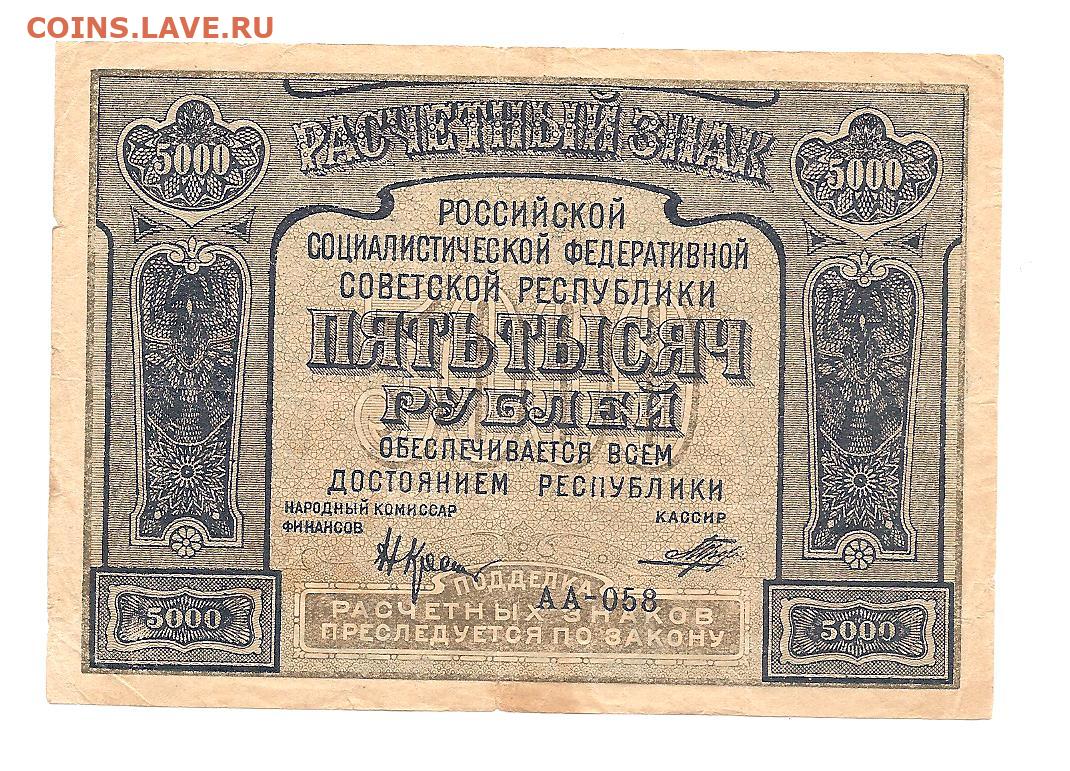 COINS.LAVE.RU
РАСЧЕТНЫЙ ЗНАК
5000
5000
РОССИЙСКОЙ
СОЦИАЛИСТИЧЕСКОЙ ФЕДЕРАТИВНОЙ
СОВЕТСКОЙ РЕСПУБЛИКИ
ПЯТЬ ТЫСЯЧ
РУБЛЕЙ
ОБЕСПЕЧИВАЕТСЯ ВСЕМ
ДОСТОЯНИЕМ РЕСПУБЛИКИ
НАРОДНЫЙ КОМИССАР
ФИНАНСОВ
КАССИР
ПОДДЕЛКА
АА-058
РАСЧЕТНЫХ ЗНАКОВ
ПРЕСЛЕДУЕТСЯ ПО ЗАКОНУ
5000
5000